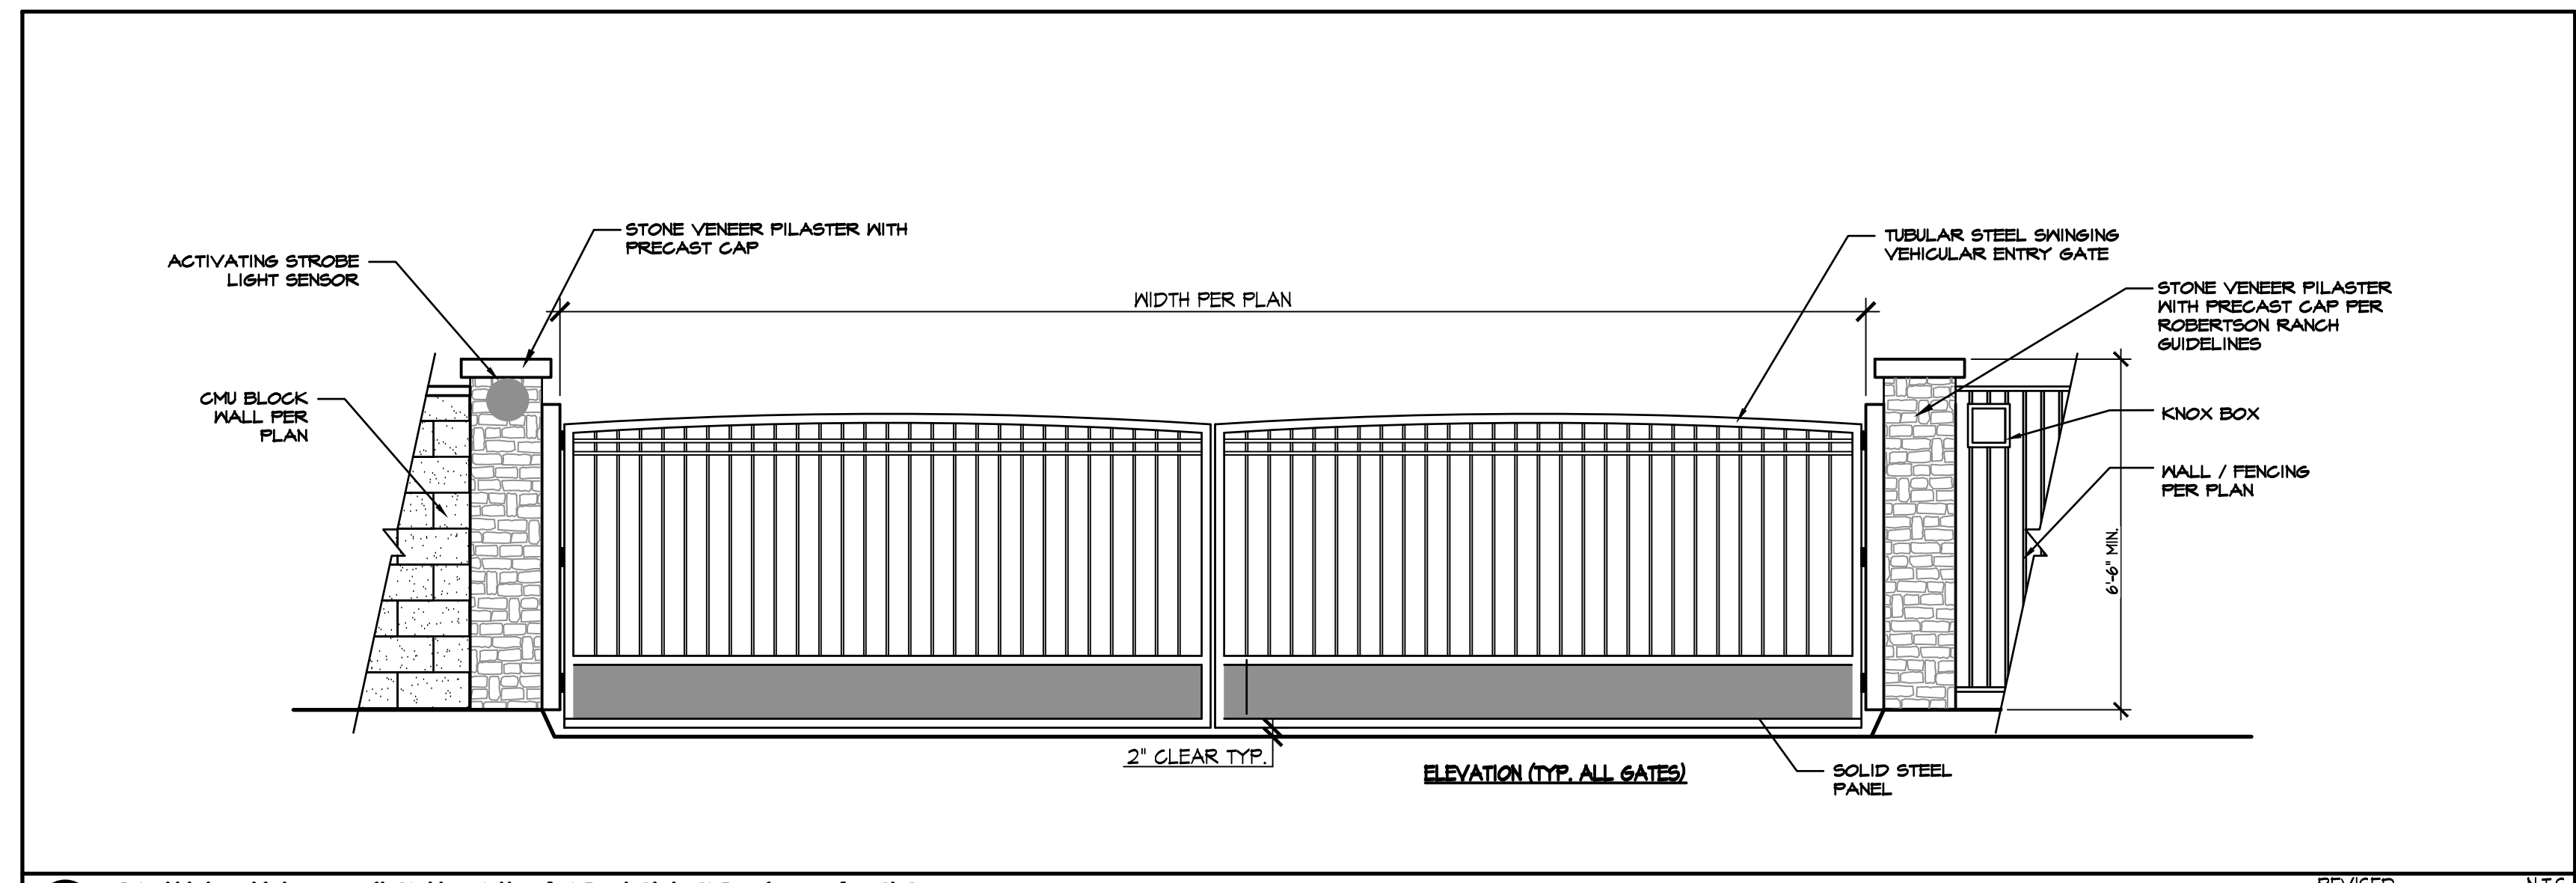 STONE VENEER PILASTER WITH
PRECAST CAP
ACTIVATING STROBE
LIGHT SENSOR
TUBULAR STEEL SWINGING
VEHICULAR ENTRY GATE
WIDTH PER PLAN
STONE VENEER PILASTER
WITH PRECAST CAP PER
ROBERTSON RANCH
GUIDELINES
CMU BLOCK
WALL PER
PLAN
KNOX BOX
WALL / FENCING
PER PLAN
6'-6" MIN.
2" CLEAR TYP.
ELEVATION (TYP. ALL GATES)
SOLID STEEL
PANEL
REVISED
N.T.S.